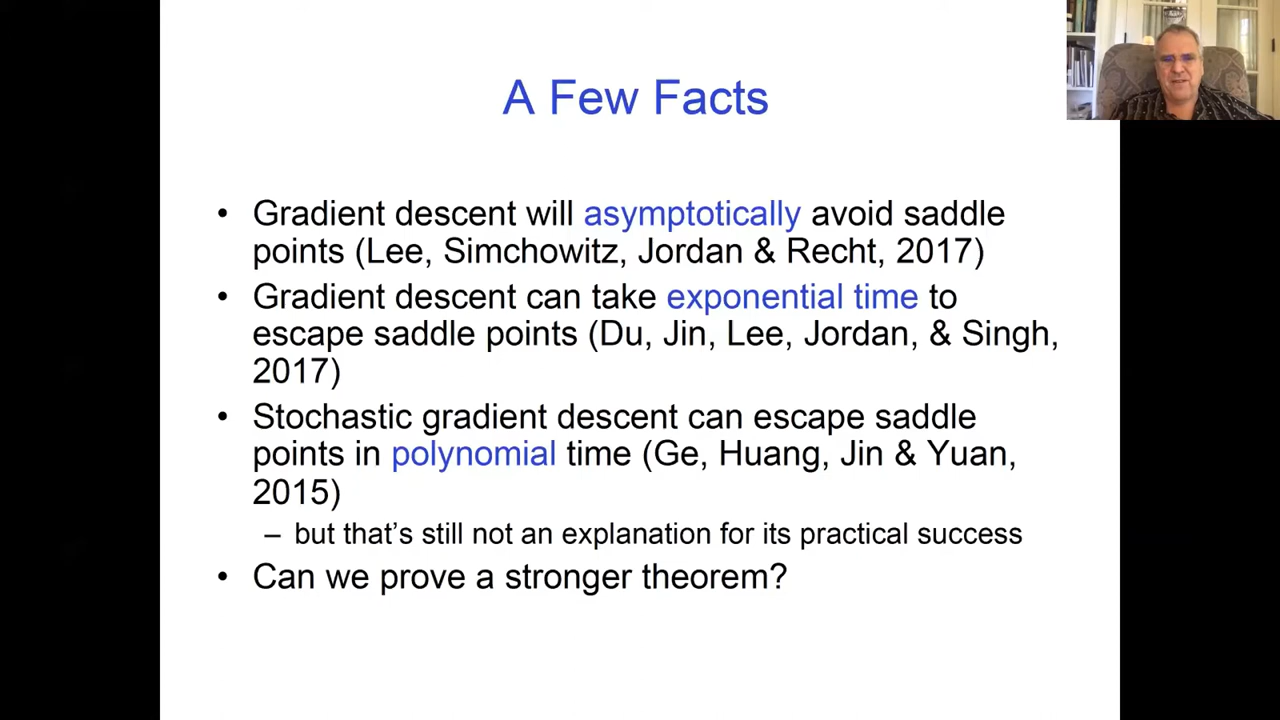 A Few Facts
• Gradient descent will asymptotically avoid saddle
points (Lee, Simchowitz, Jordan & Recht, 2017)
• Gradient descent can take exponential time to
escape saddle points (Du, Jin, Lee, Jordan, & Singh,
2017)
• Stochastic gradient descent can escape saddle
points in polynomial time (Ge, Huang, Jin & Yuan,
2015)
– but that's still not an explanation for its practical success
• Can we prove a stronger theorem?